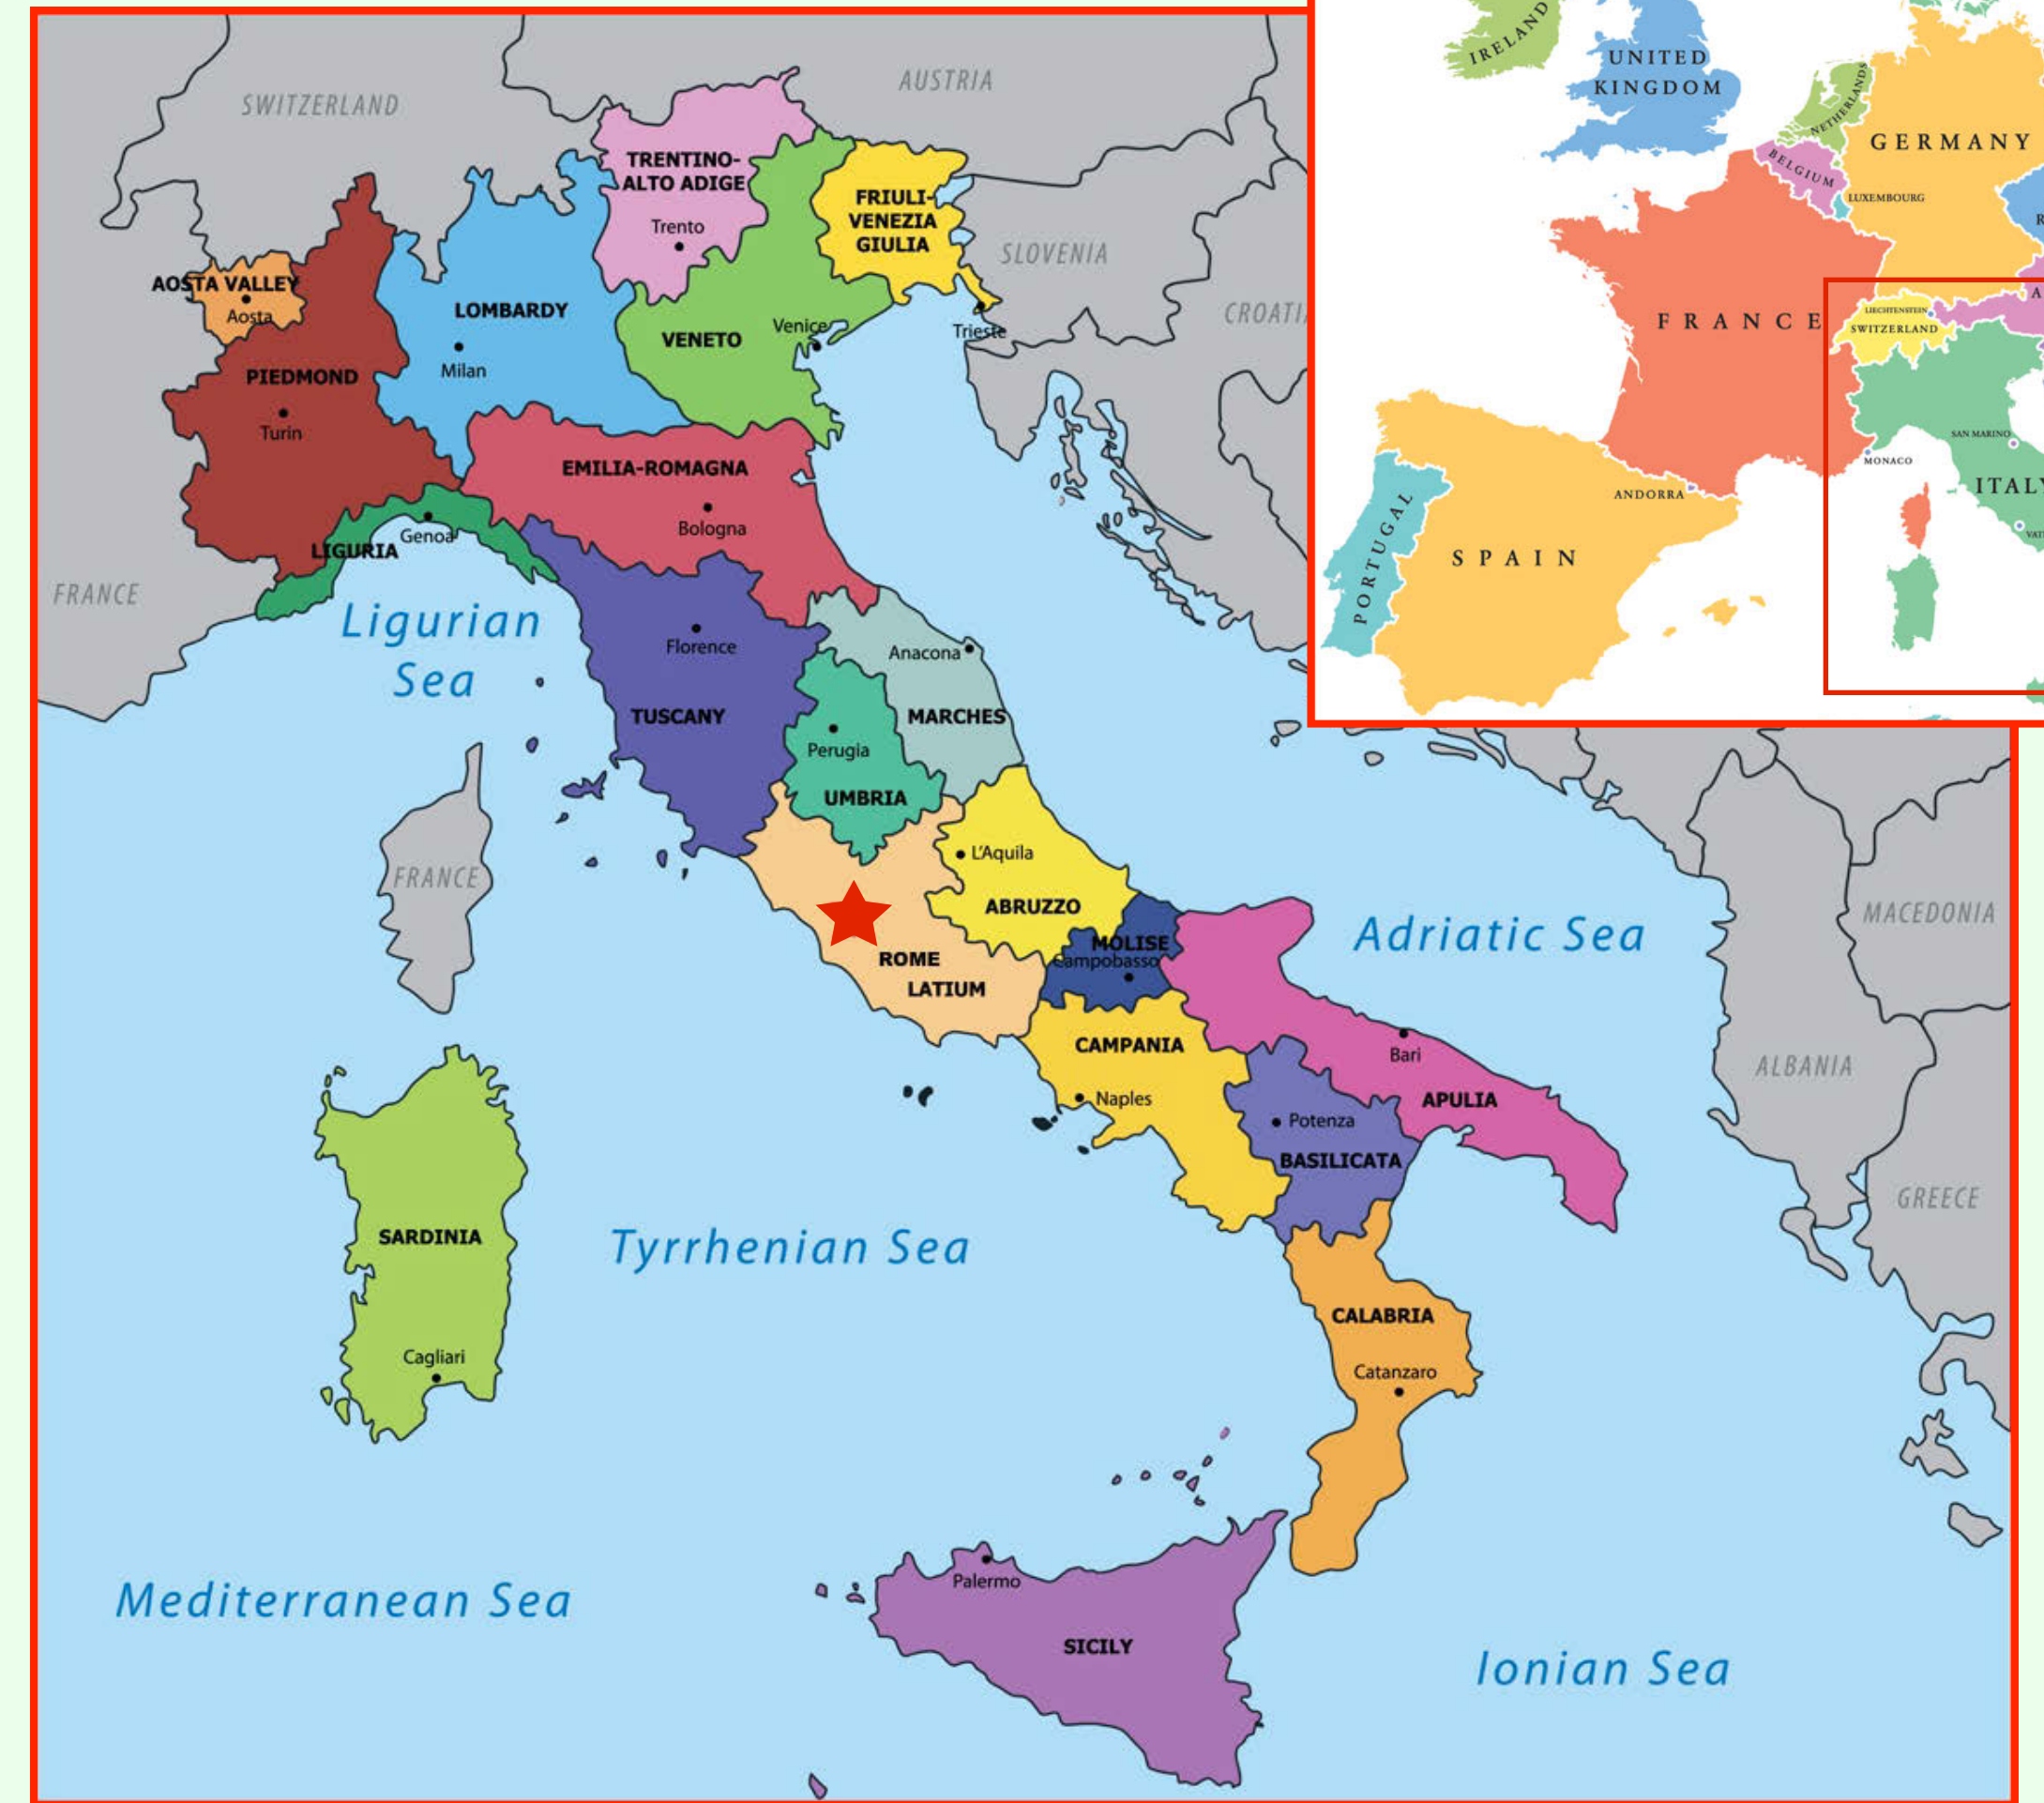 SWITZERLAND
AUSTRIA
TRENTINO-
ALTO ADIGE
Trento
FRIULI-
VENEZIA
GIULIA
SLOVENIA
CROATI
AOSTA VALLEY
Aosta
LOMBARDY
Milan
VENETO
Venice
Trieste
PIEDMOND
Turin
EMILIA-ROMAGNA
Bologna
LIGURIA
Genoa
FRANCE
Ligurian
Sea
Florence
TUSCANY
Anacona
MARCHES
Perugia
UMBRIA
FRANCE
L'Aquila
ABRUZZO
MOLISE
Campobasso
ROME
LATIUM
Adriatic Sea
MACEDONIA
CAMPANIA
Naples
Bari
APULIA
ALBANIA
Potenza
BASILICATA
GREECE
SARDINIA
Cagliari
Tyrrhenian Sea
CALABRIA
Catanzaro
Mediterranean Sea
Palermo
SICILY
Ionian Sea
IRELAND
UNITED
KINGDOM
NETHERLANDS
GERMANY
BELGIUM
LUXEMBOURG
R
FRANCE
A
LIECHTENSTEIN
SWITZERLAND
SAN MARINO
MONACO
ITALY
ANDORRA
VAT
PORTUGAL
SPAIN